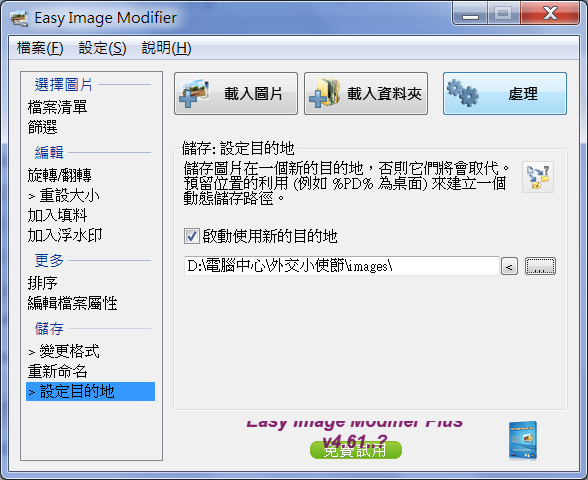 Easy Image Modifier
檔案(F) 設定(S) 說明(H)
選擇圖片
檔案清單
篩選
編輯
旋轉/翻轉
> 重設大小
加入填料
加入浮水印
更多
排序
編輯檔案屬性
儲存
> 變更格式
重新命名
> 設定目的地
載入圖片
載入資料夾
處理
儲存: 設定目的地
儲存圖片在一個新的目的地，否則它們將會取代。
預留位置的利用 (例如 %PD% 為桌面) 來建立一個
動態儲存路徑。
啟動使用新的目的地
D:\電腦中心\外交小使節\images\
<
...
Easy Image Modifier Plus
v4.61..?
免費試用